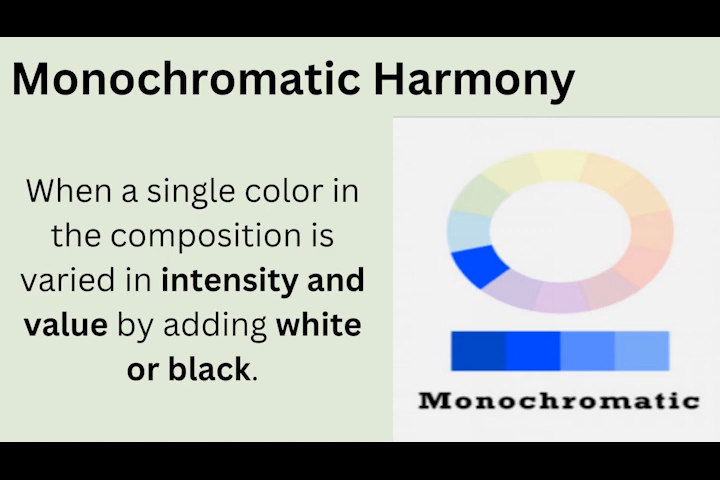 Monochromatic Harmony
When a single color in
the composition is
varied in intensity and
value by adding white
or black.
Monochromatic